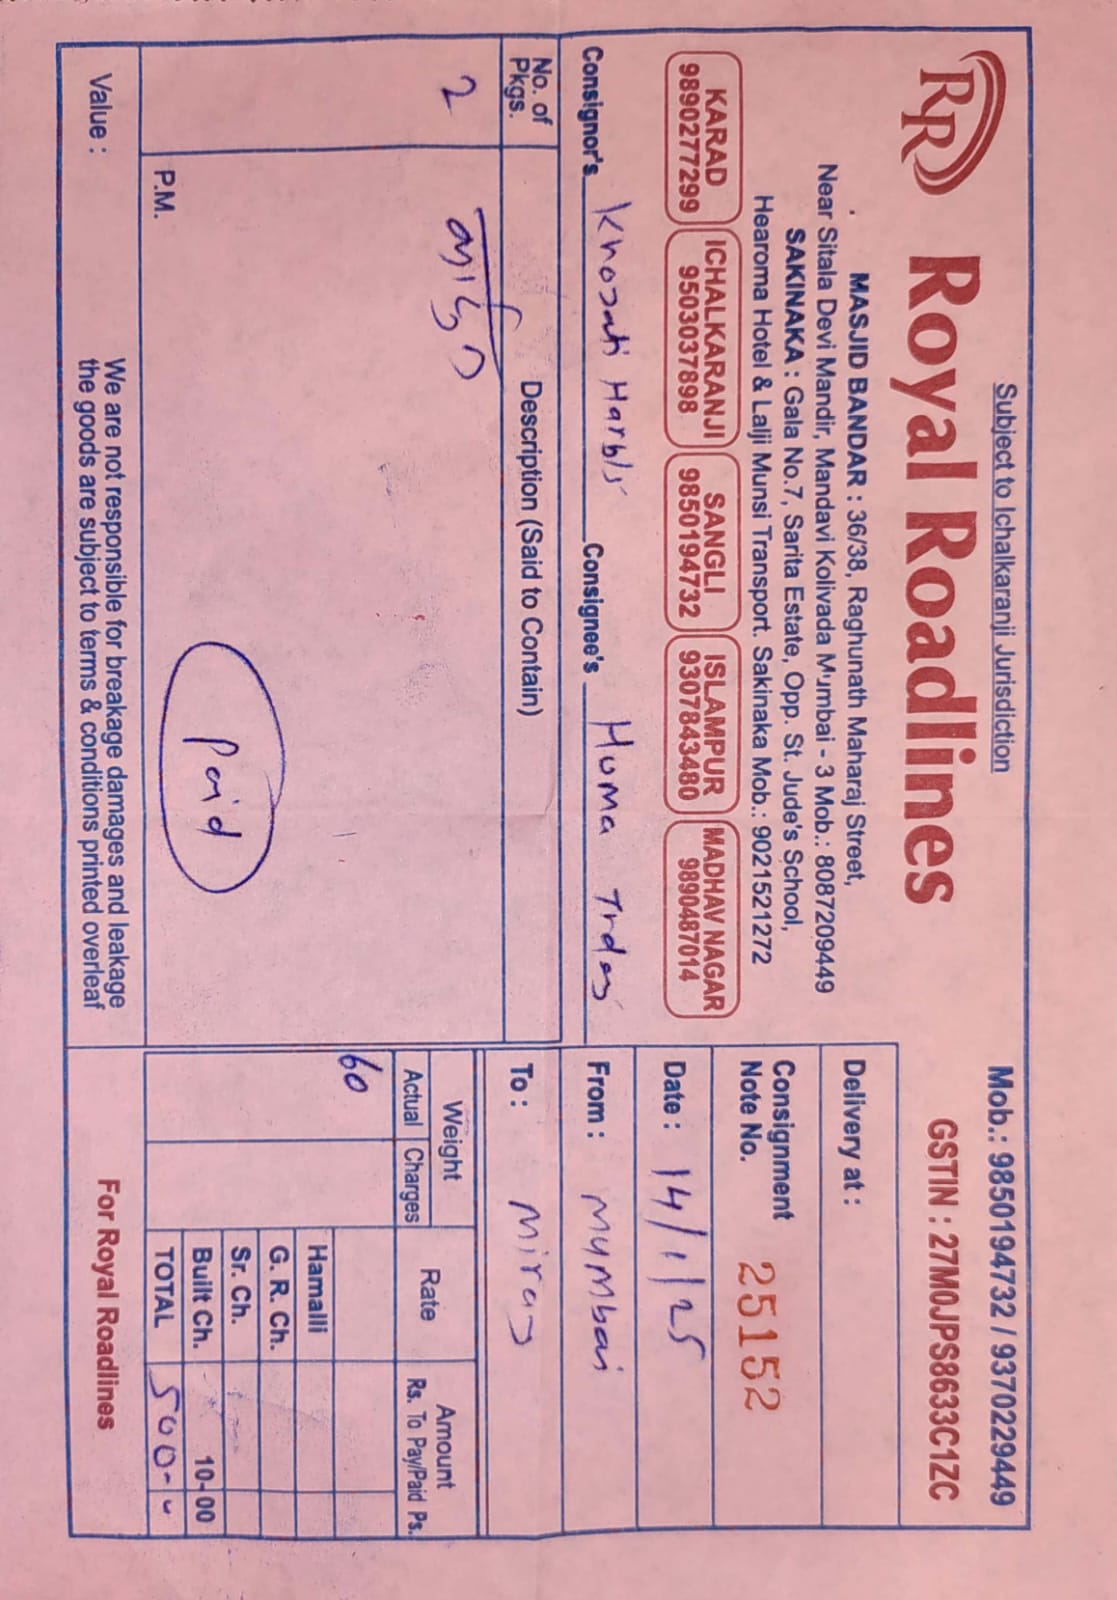 Subject to Ichalkaranji Jurisdiction
Mob.: 9850194732 / 9370229449
RR Royal Roadlines
GSTIN : 27M0JPS8633C1ZC
MASJID BANDAR : 36/38, Raghunath Maharaj Street,
Near Sitala Devi Mandir, Mandavi Kolivada Mumbai - 3 Mob.: 8087209449
SAKINAKA : Gala No.7, Sarita Estate, Opp. St. Jude's School,
Hearoma Hotel & Lalji Munsi Transport. Sakinaka Mob.: 9021521272
KARAD
9890277299
ICHALKARANJI
9503037898
SANGLI
9850194732
ISLAMPUR
9307843480
MADHAV NAGAR
9890487014
Delivery at :
Consignment
Note No. 25152
Date : 14/1/25
Consignor's Khojati Harbls Consignee's Huma
From : Mumbai
To : Miraj
No. of
Pkgs.
Description (Said to Contain)
Weight
Actual Charges
Rate
Amount
Rs. To Pay/Paid Ps.
2
60
Hamalli
G. R. Ch.
Sr. Ch.
Built Ch. 10-00
TOTAL 500-0
Paid
P.M.
Value :
We are not responsible for breakage damages and leakage
the goods are subject to terms & conditions printed overleaf
For Royal Roadlines